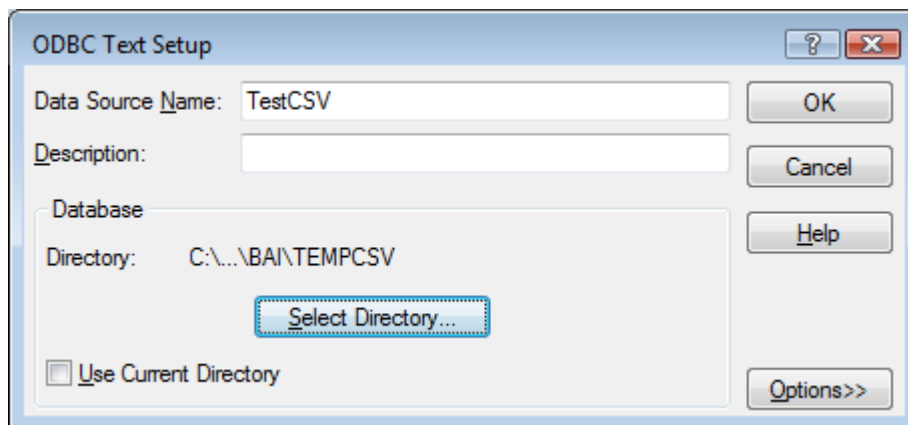 ODBC Text Setup
Data Source Name: TestCSV OK
Description: Cancel
Database
Help
Directory: C:\...\BAI\TEMPCSV
Select Directory...
Use Current Directory
Options>>